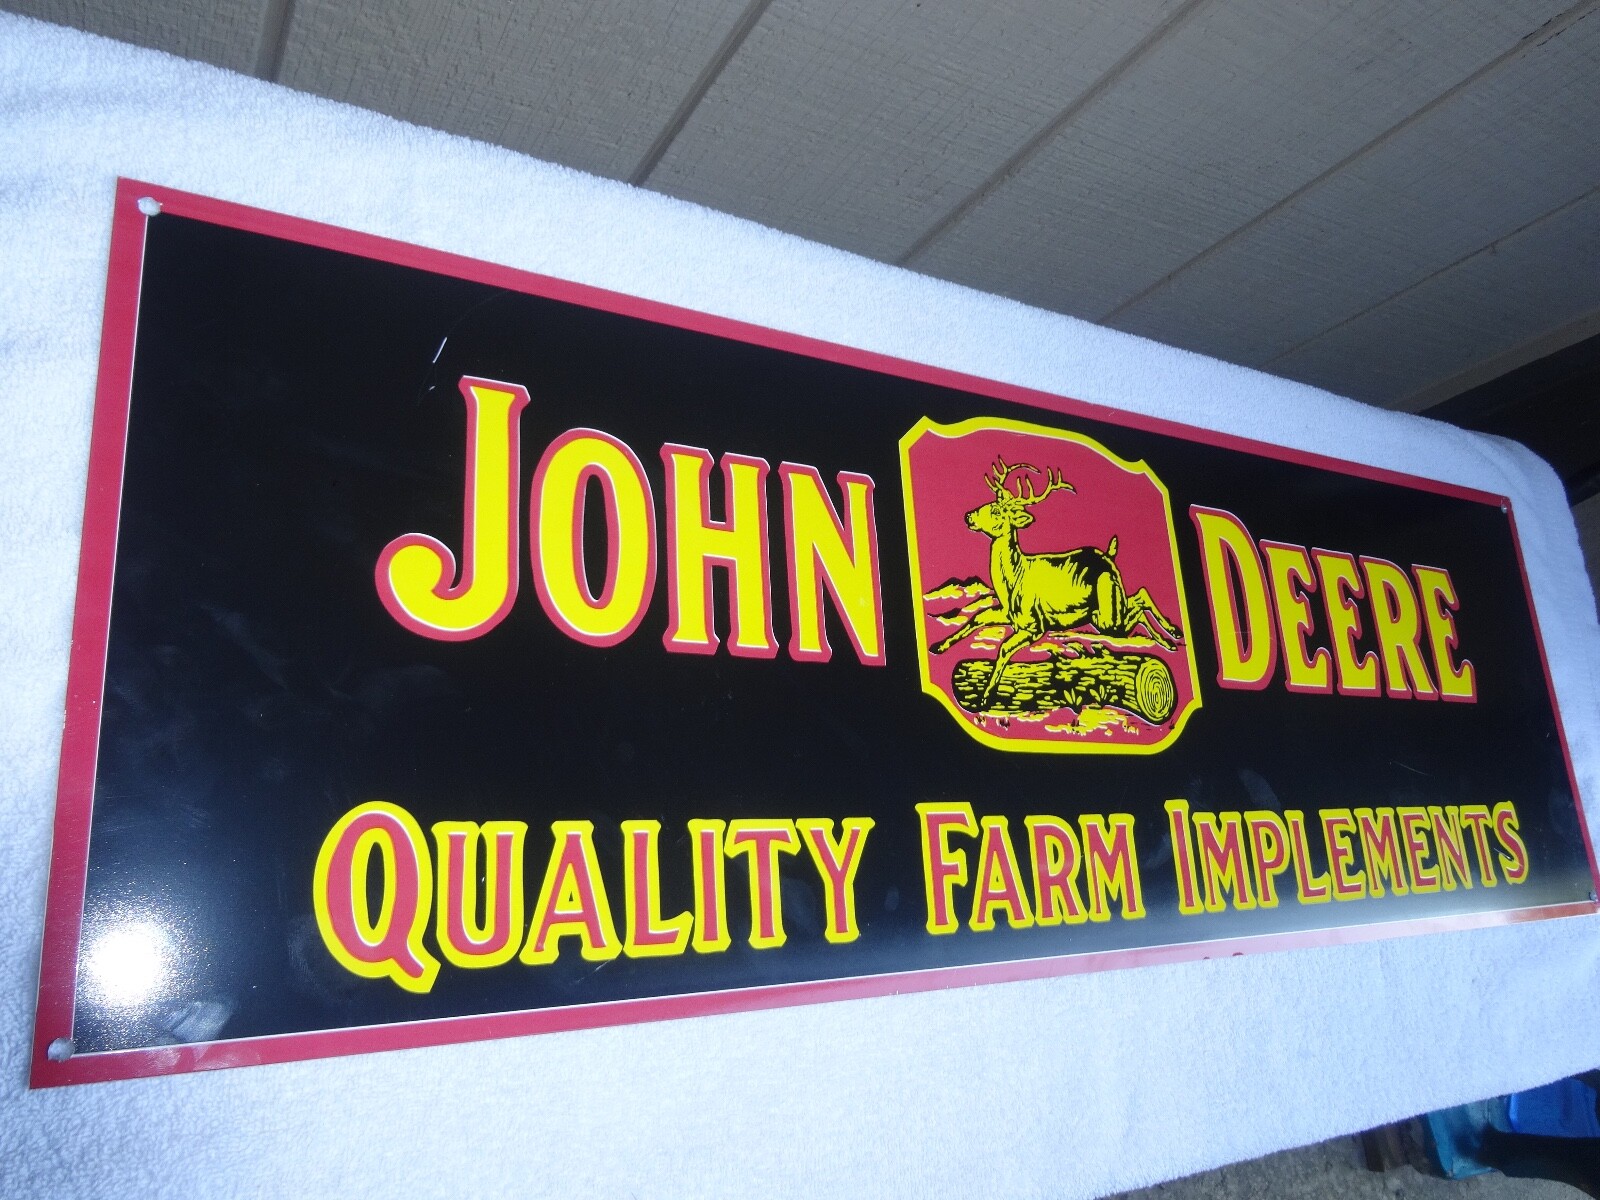 JOHN DEERE
QUALITY FARM IMPLEMENTS